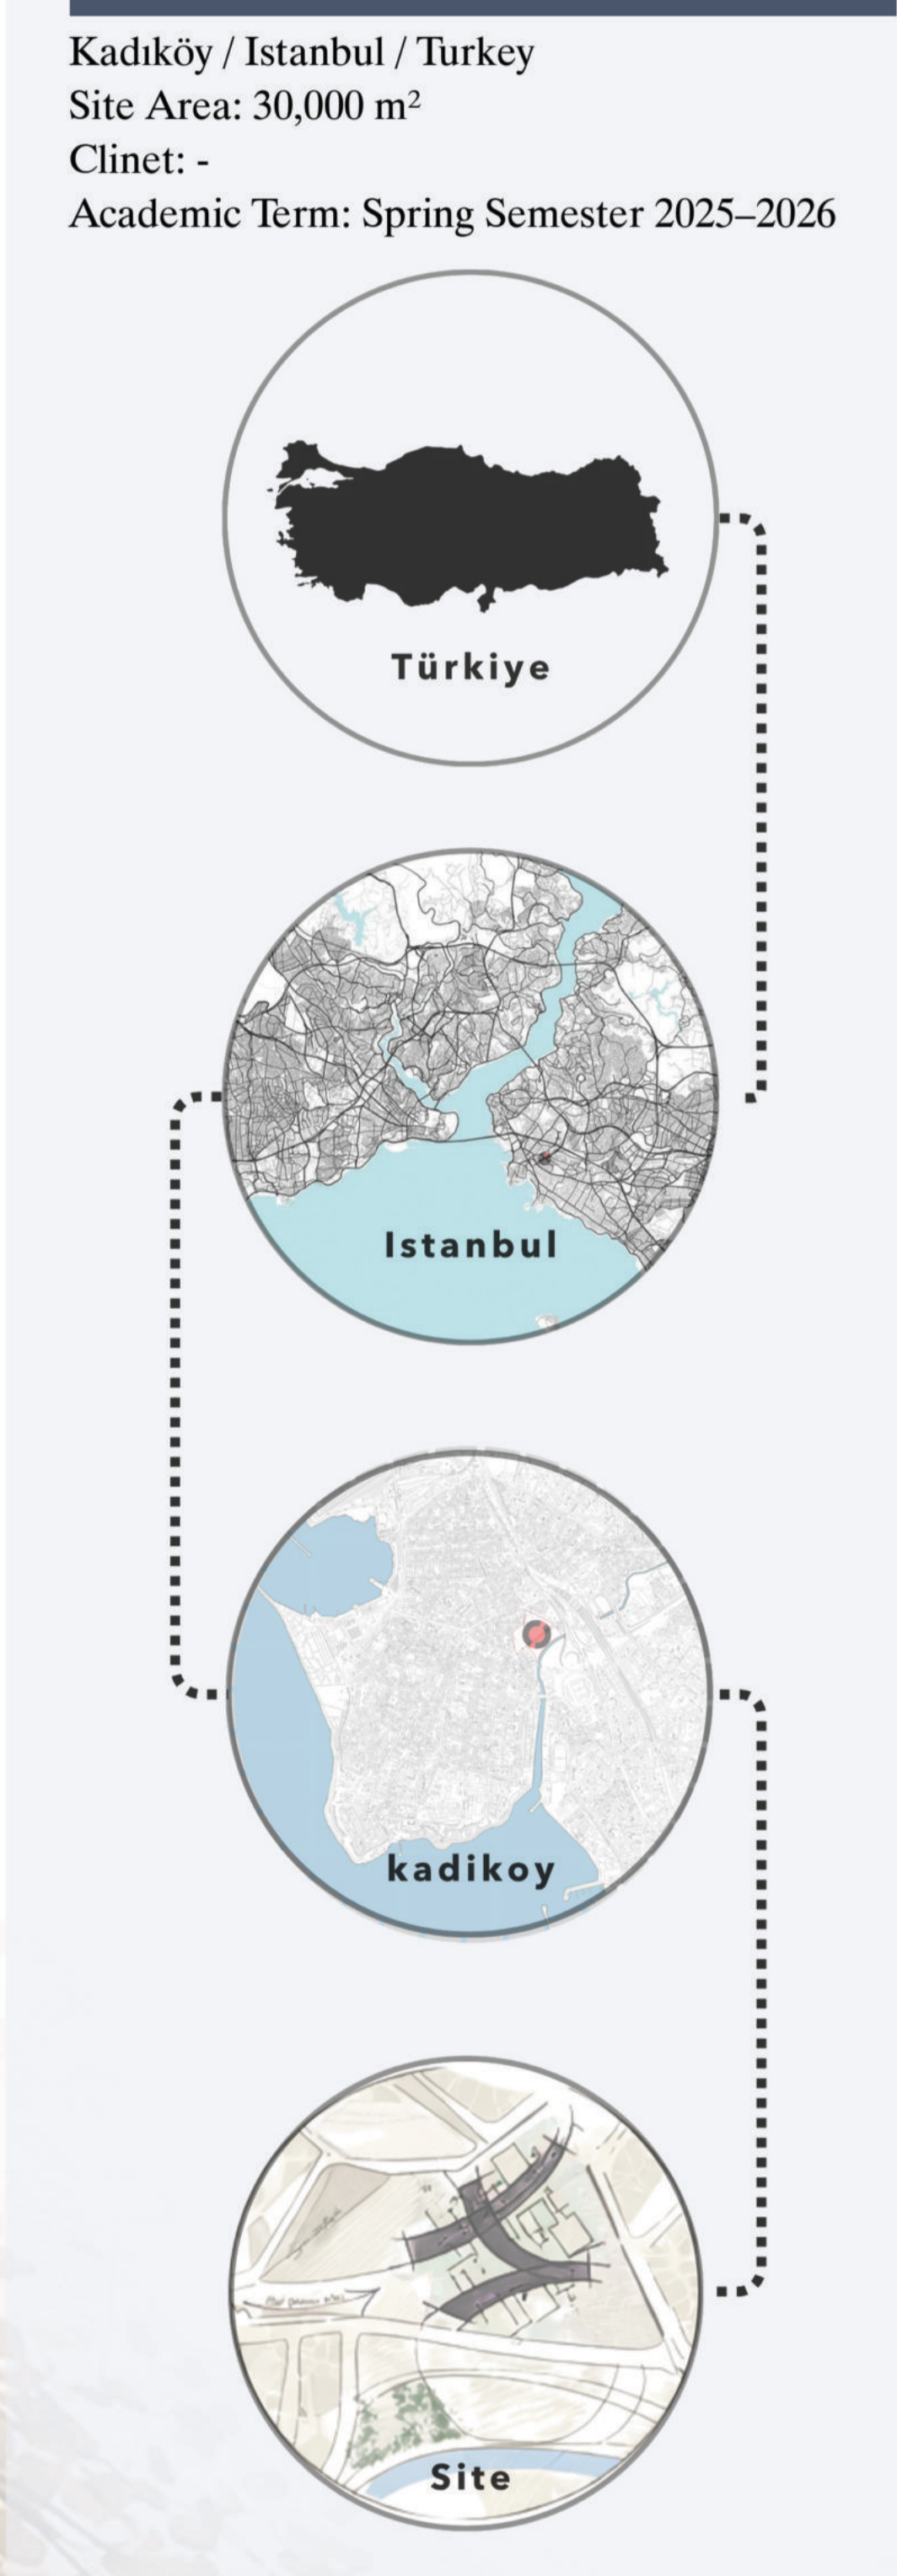 Kadıköy / Istanbul / Turkey
Site Area: 30,000 m²
Clinet: -
Academic Term: Spring Semester 2025–2026
Türkiye
Istanbul
kadikoy
Site